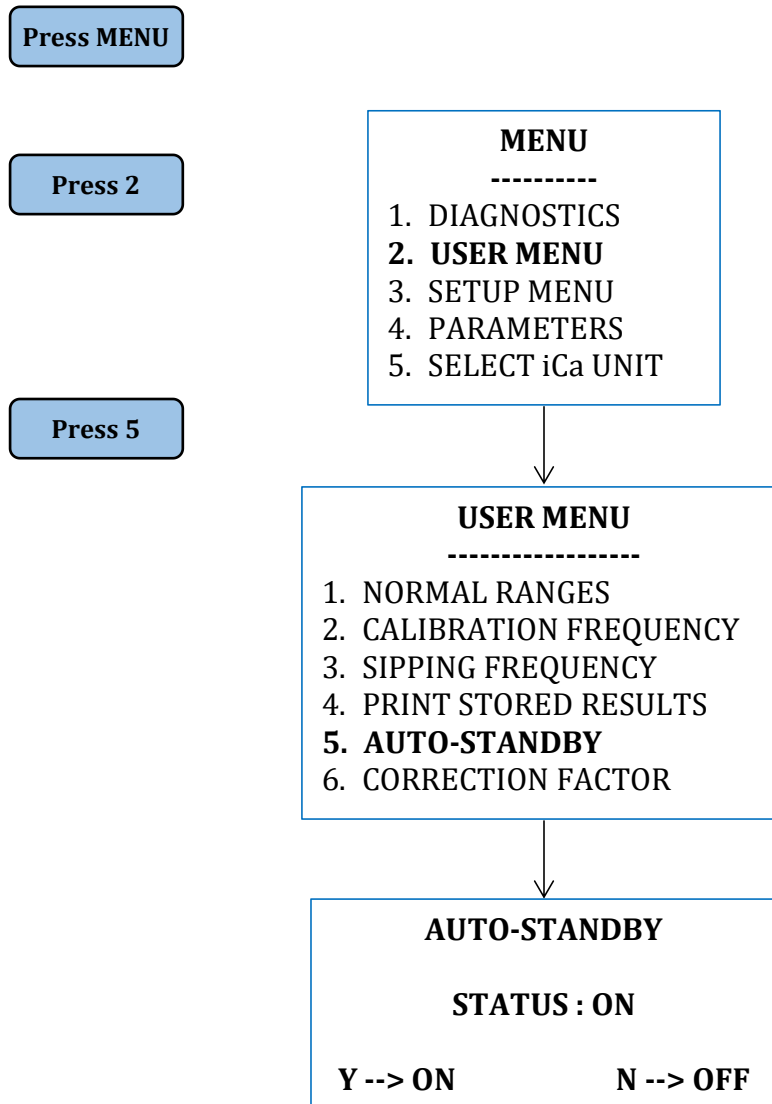 Press MENU
MENU
----------
Press 2
1. DIAGNOSTICS
2. USER MENU
3. SETUP MENU
4. PARAMETERS
5. SELECT iCa UNIT
Press 5
USER MENU
------------------
1. NORMAL RANGES
2. CALIBRATION FREQUENCY
3. SIPPING FREQUENCY
4. PRINT STORED RESULTS
5. AUTO-STANDBY
6. CORRECTION FACTOR
AUTO-STANDBY
STATUS : ON
Y --> ON N --> OFF